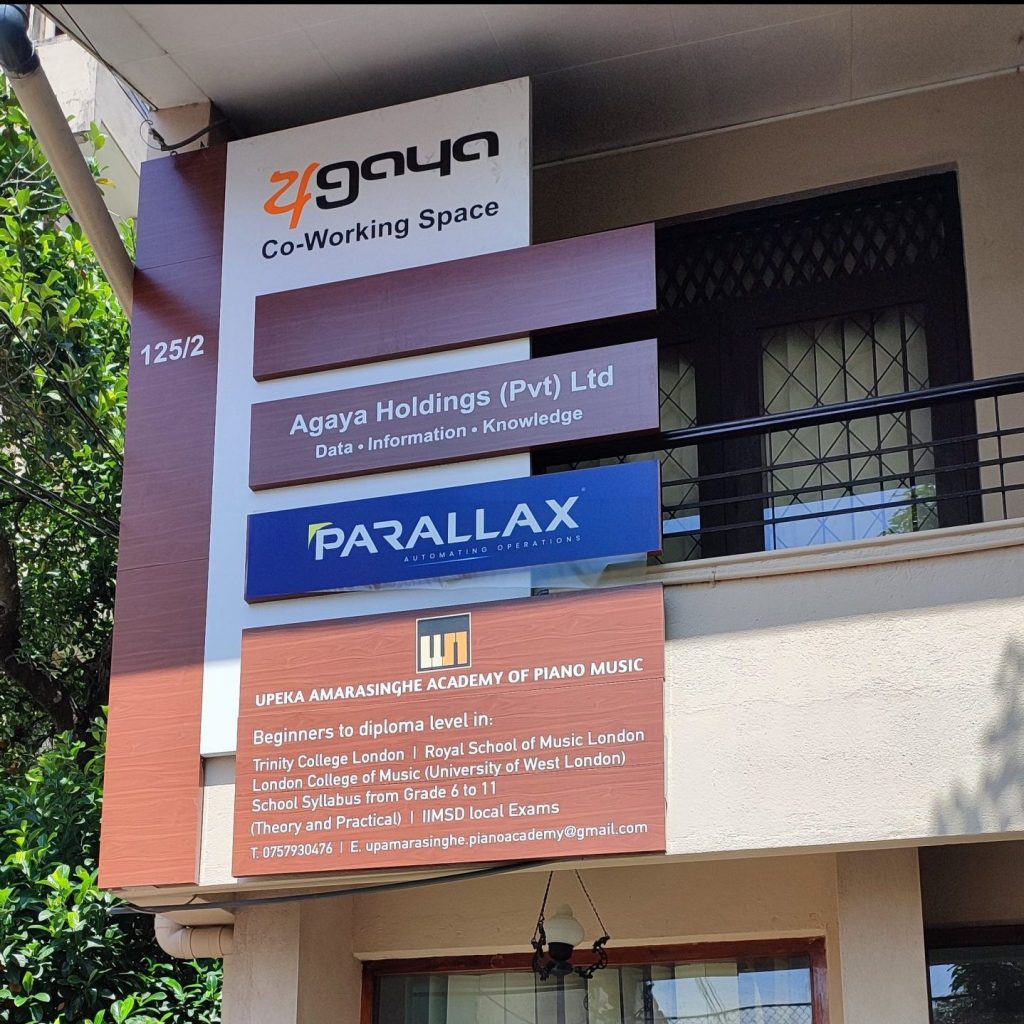 අgaya
Co-Working Space
125/2
Agaya Holdings (Pvt) Ltd
Data • Information • Knowledge
PARALLAX
AUTOMATING OPERATIONS
UPEKA AMARASINGHE ACADEMY OF PIANO MUSIC
Beginners to diploma level in:
Trinity College London | Royal School of Music London
London College of Music (University of West London)
School Syllabus from Grade 6 to 11
(Theory and Practical) | IIMSD local Exams
T. 0757930476 | E. upamarasinghe.pianoacademy@gmail.com